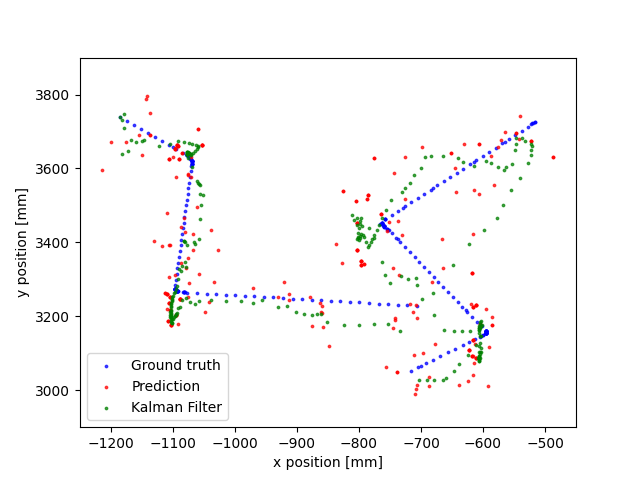 3800
3600
3400
3200
3000
y position [mm]
Ground truth
Prediction
Kalman Filter
−1200 −1100 −1000 −900 −800 −700 −600 −500
x position [mm]